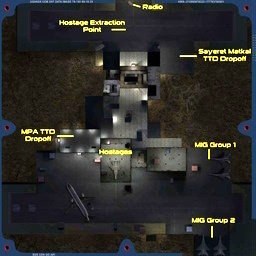 Radio
Hostage Extraction
Point
Sayeret Matkal
TTD Dropoff
MPA TTD
Dropoff
Hostages
MIG Group 1
MIG Group 2